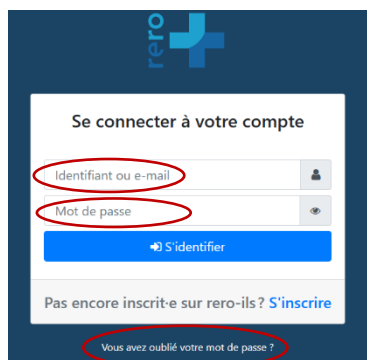 rero
Se connecter à votre compte
Identifiant ou e-mail
Mot de passe
S'identifier
Pas encore inscrit·e sur rero-ils ? S'inscrire
Vous avez oublié votre mot de passe ?